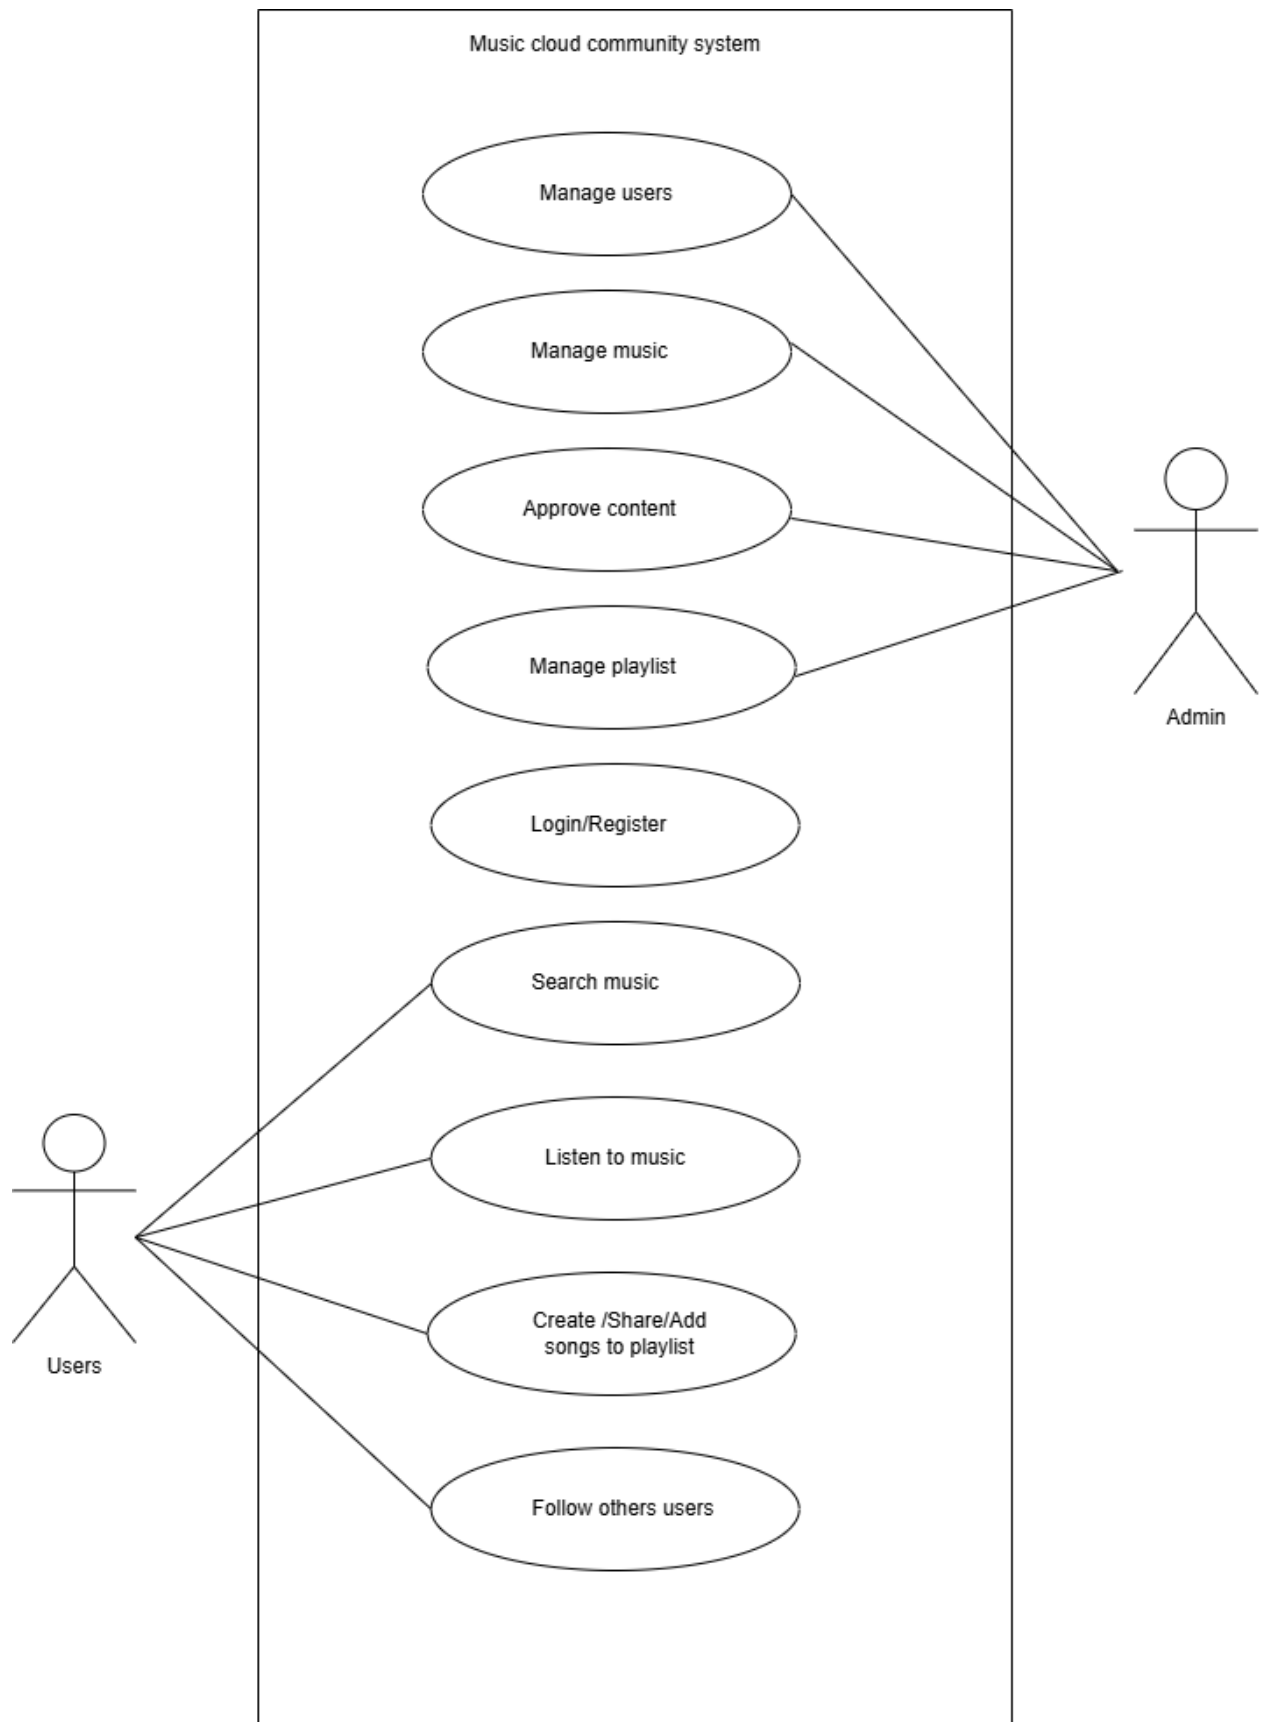 Music cloud community system
Manage users
Manage music
Approve content
Manage playlist
Admin
Login/Register
Search music
Listen to music
Create /Share/Add
songs to playlist
Users
Follow others users